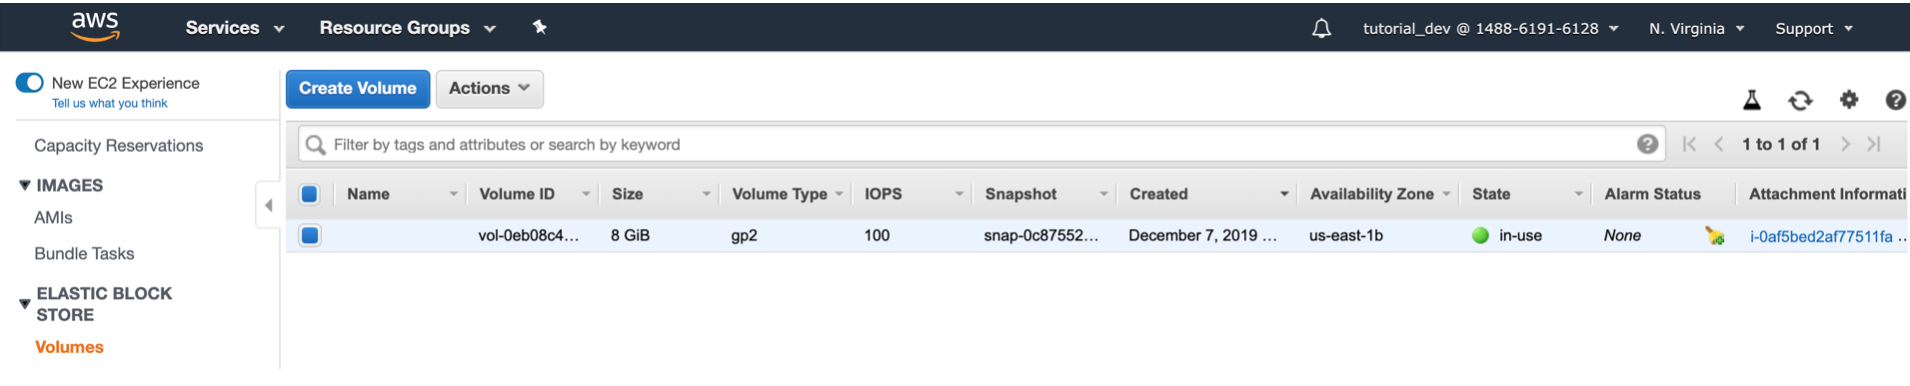 aws Services Resource Groups tutorial_dev @ 1488-6191-6128 N. Virginia Support
New EC2 Experience
Tell us what you think
Capacity Reservations
IMAGES
AMIs
Bundle Tasks
ELASTIC BLOCK
STORE
Volumes
Create Volume Actions
Filter by tags and attributes or search by keyword 1 to 1 of 1
Name Volume ID Size Volume Type IOPS Snapshot Created Availability Zone State Alarm Status Attachment Informati
vol-0eb08c4... 8 GiB gp2 100 snap-0c87552... December 7, 2019 ... us-east-1b in-use None i-0af5bed2af77511fa ..